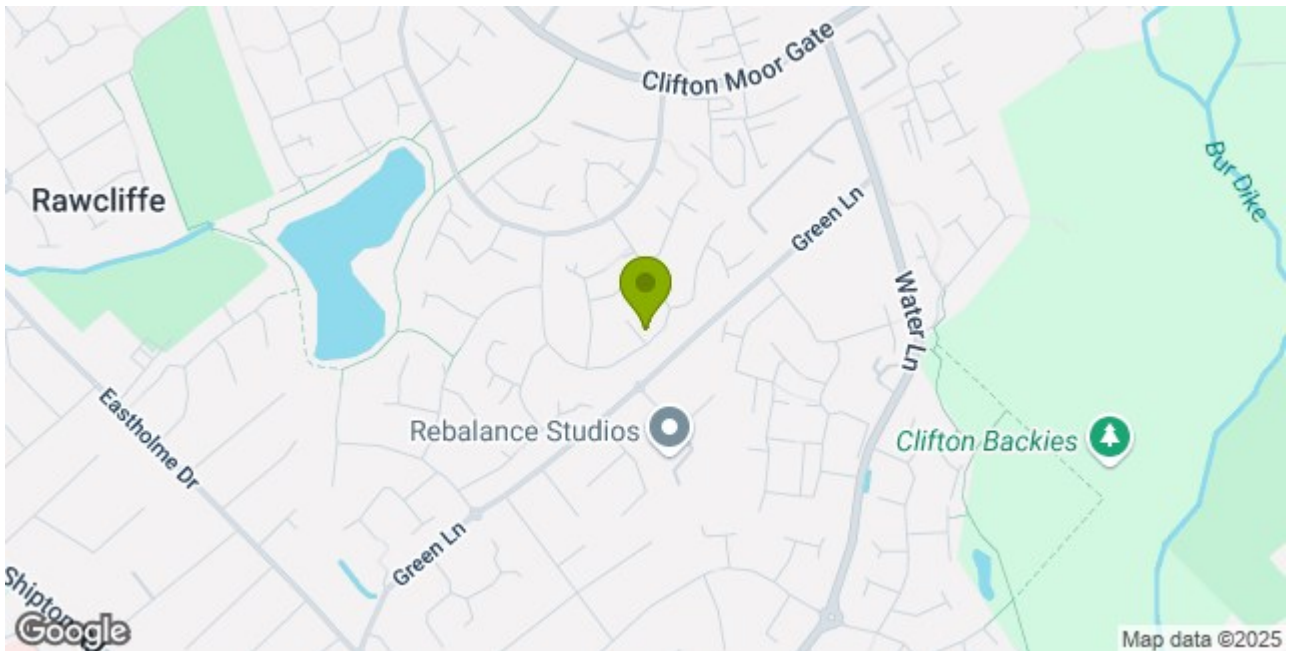 Clifton Moor Gate
Rawcliffe
Bur Dike
Green Ln
Water Ln
Eastholme Dr
Rebalance Studios
Clifton Backies
Green Ln
Google
Map data ©2025